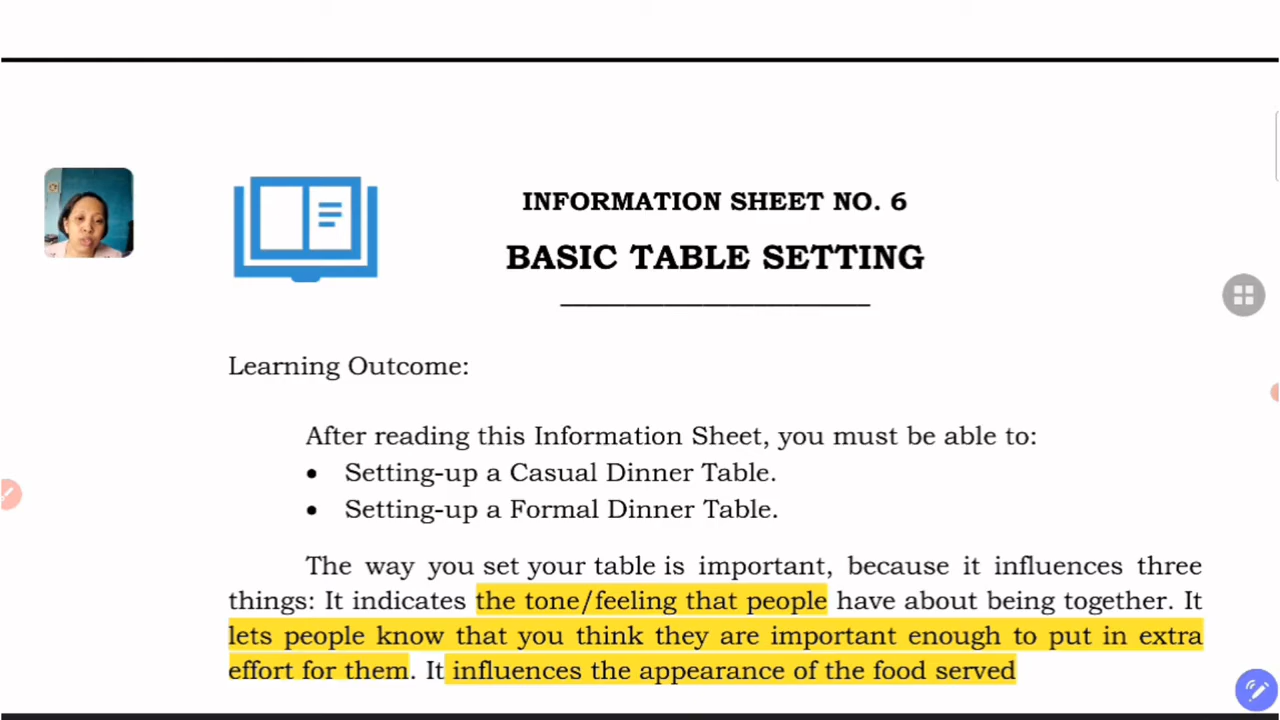 INFORMATION SHEET NO. 6
BASIC TABLE SETTING
Learning Outcome:
After reading this Information Sheet, you must be able to:
• Setting-up a Casual Dinner Table.
• Setting-up a Formal Dinner Table.
The way you set your table is important, because it influences three
things: It indicates the tone/feeling that people have about being together. It
lets people know that you think they are important enough to put in extra
effort for them. It influences the appearance of the food served